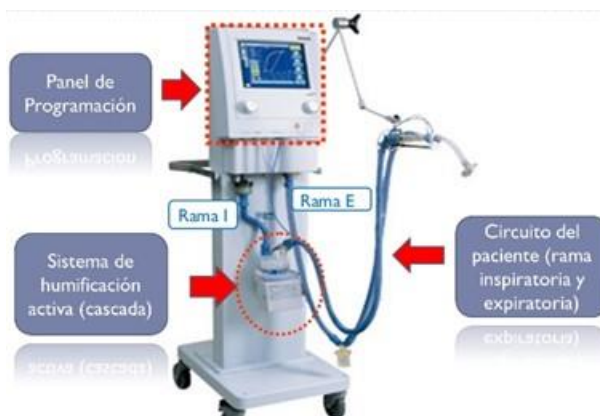 Panel de
Programación
Rama I
Rama E
Sistema de
humificación
activa (cascada)
Circuito del
paciente (rama
inspiratoria y
expiratoria)